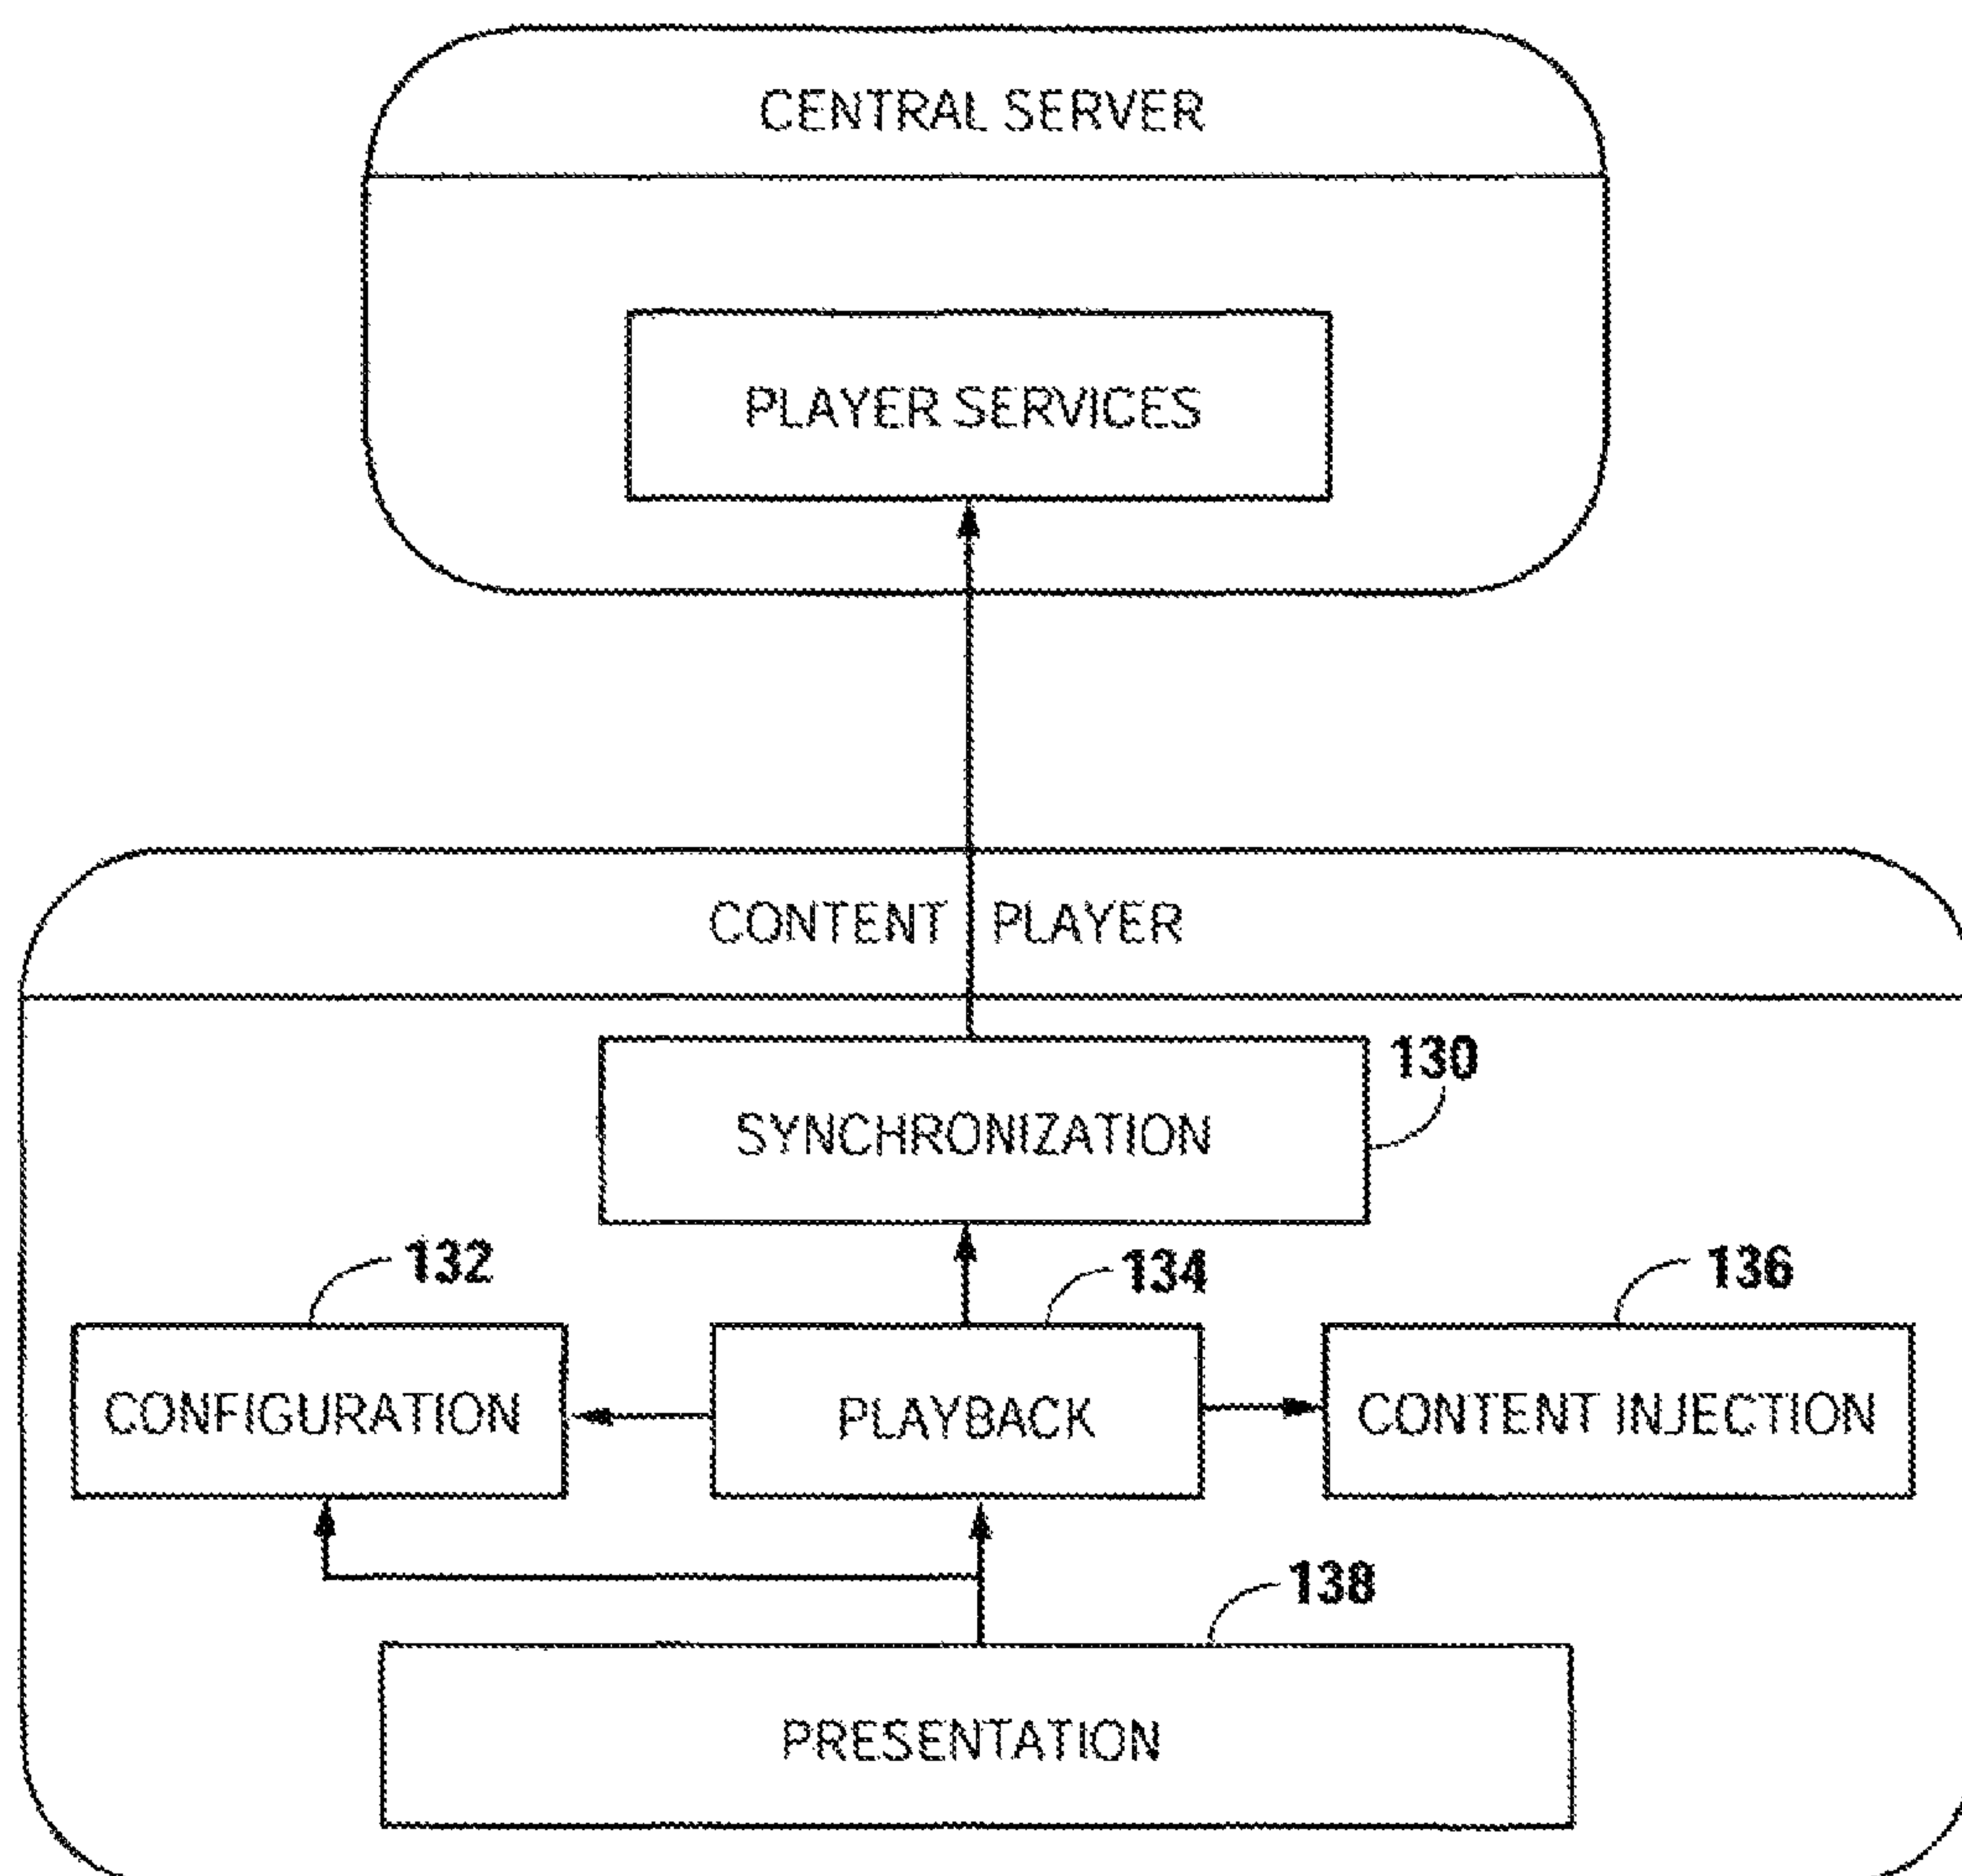 CENTRAL SERVER
PLAYER SERVICES
CONTENT PLAYER
SYNCHRONIZATION
130
132
134
136
CONFIGURATION
PLAYBACK
CONTENT INJECTION
138
PRESENTATION